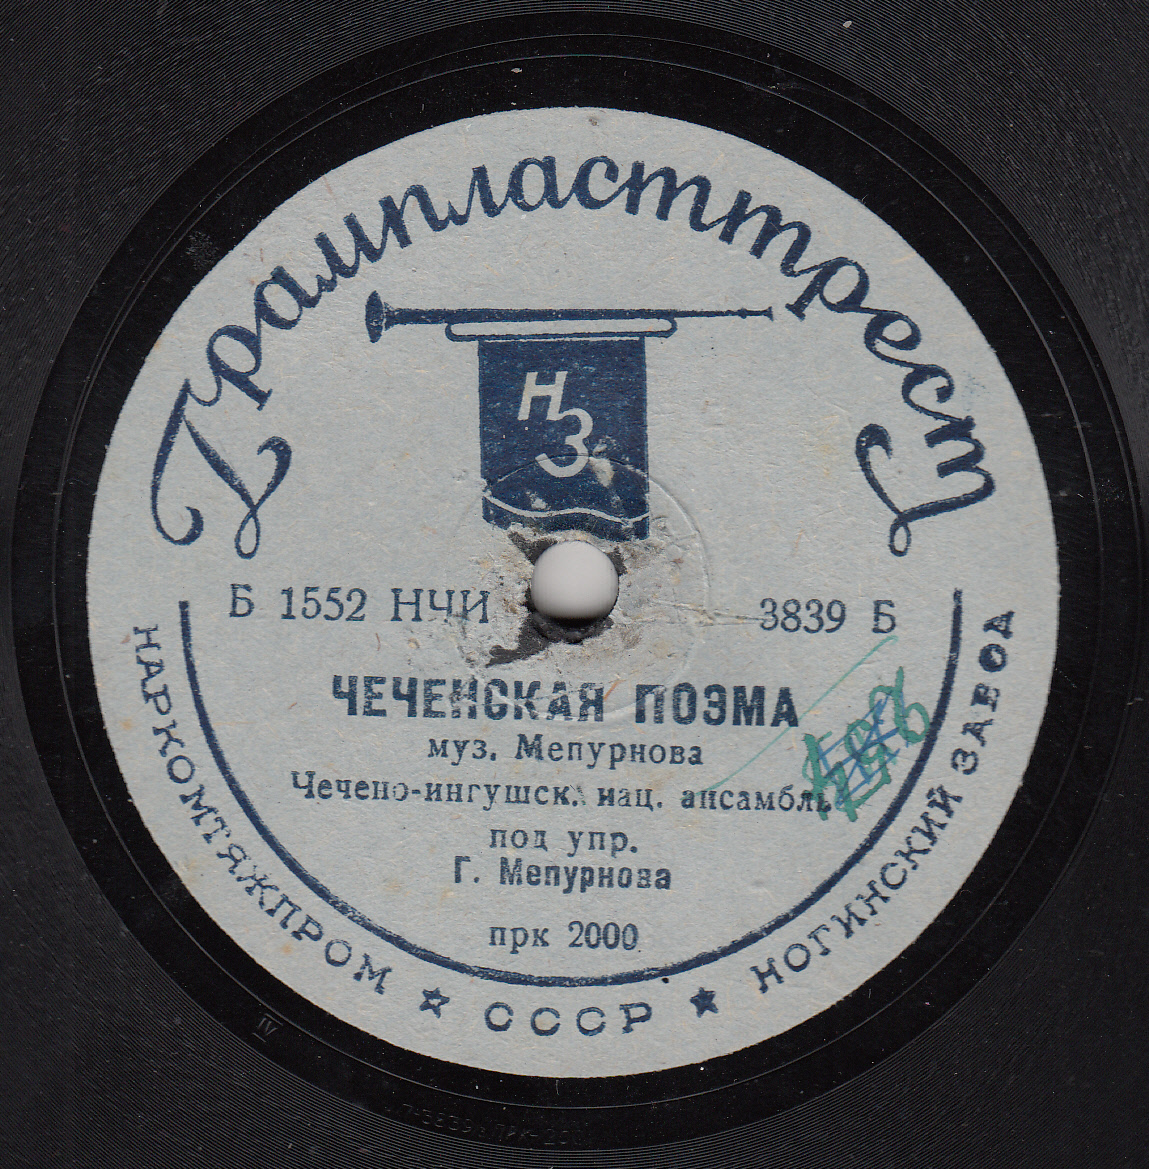 Грампласттрест
НЗ
Б 1552 НЧИ 3839 Б
ЧЕЧЕНСКАЯ ПОЭМА
муз. Мепурнова
Чечено-ингушск. нац. ансамбль
под упр.
Г. Мепурнова
прк 2000
НАРКОМТЯЖПРОМ ☆ СССР ★ НОГИНСКИЙ ЗАВОД
IV